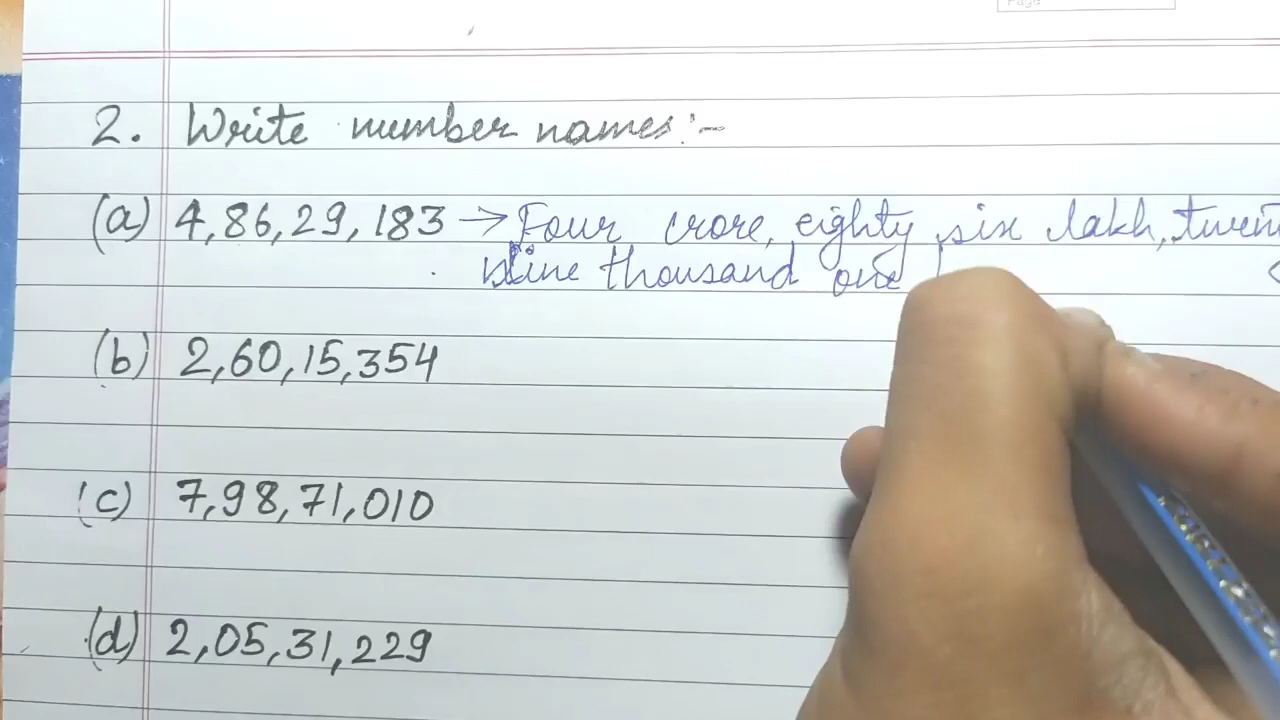 Page
2. Write number names:-
(a) 4,86,29,183 → Four crore, eighty six lakh, twen
Nine thousand one
(b) 2,60,15,354
(c) 7,98,71,010
(d) 2,05,31,229